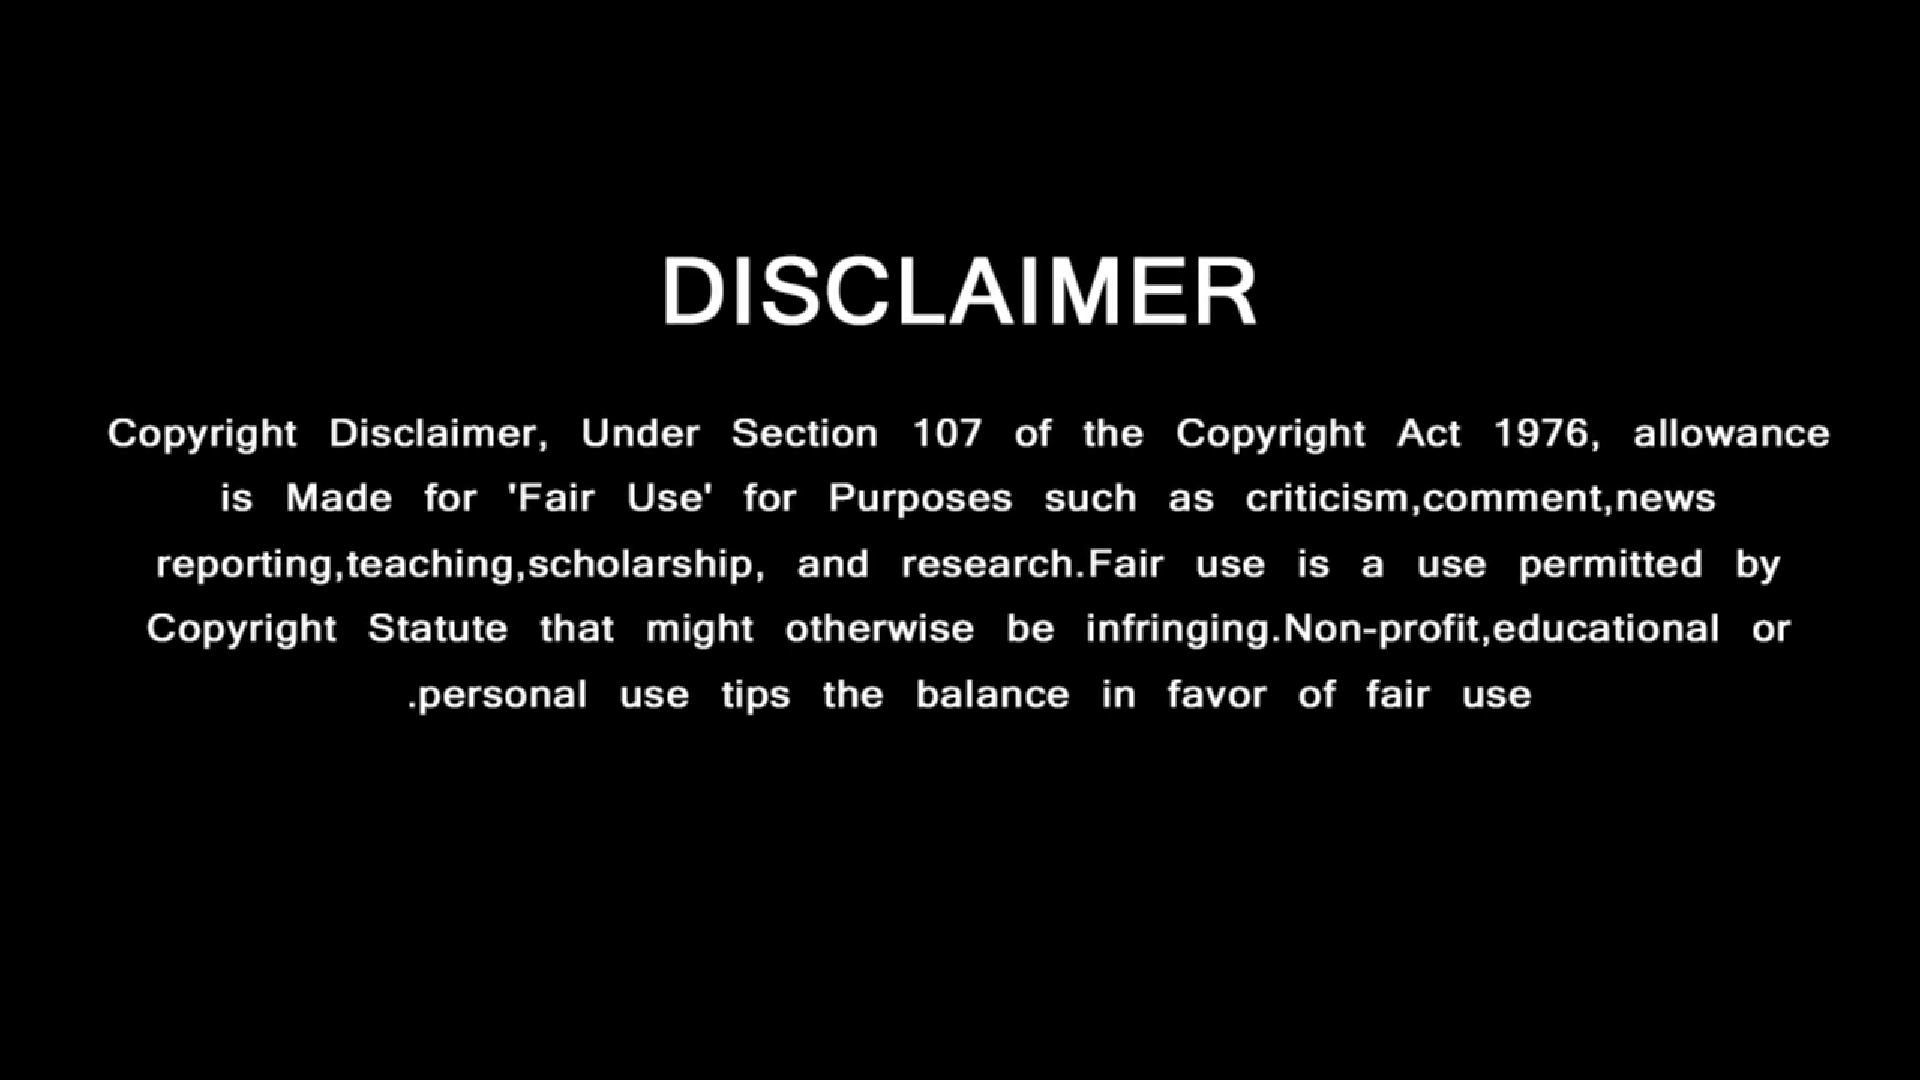 DISCLAIMER
Copyright Disclaimer, Under Section 107 of the Copyright Act 1976, allowance
is Made for 'Fair Use' for Purposes such as criticism,comment,news
reporting,teaching,scholarship, and research.Fair use is a use permitted by
Copyright Statute that might otherwise be infringing.Non-profit,educational or
.personal use tips the balance in favor of fair use